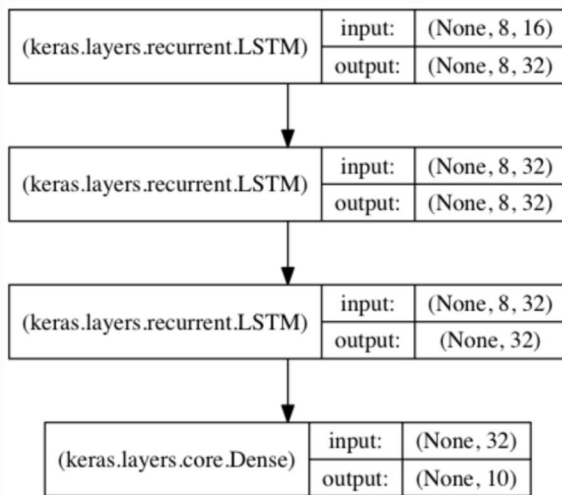 (keras.layers.recurrent.LSTM) input: (None, 8, 16)
output: (None, 8, 32)
(keras.layers.recurrent.LSTM) input: (None, 8, 32)
output: (None, 8, 32)
(keras.layers.recurrent.LSTM) input: (None, 8, 32)
output: (None, 32)
(keras.layers.core.Dense) input: (None, 32)
output: (None, 10)